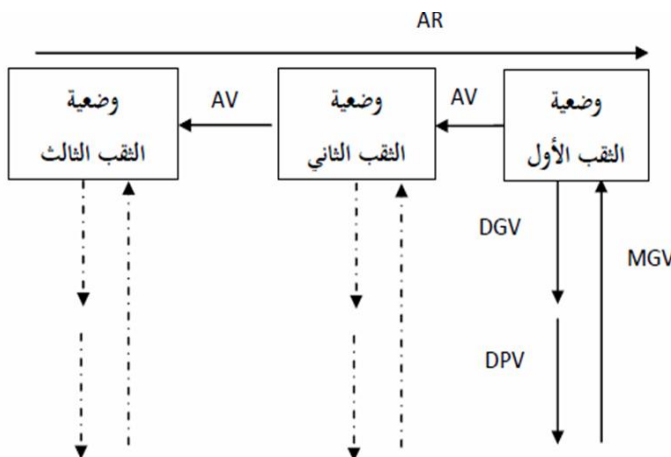 AR
وضعية
الثقب الأول
AV
وضعية
الثقب الثاني
AV
وضعية
الثقب الثالث
DGV
MGV
DPV